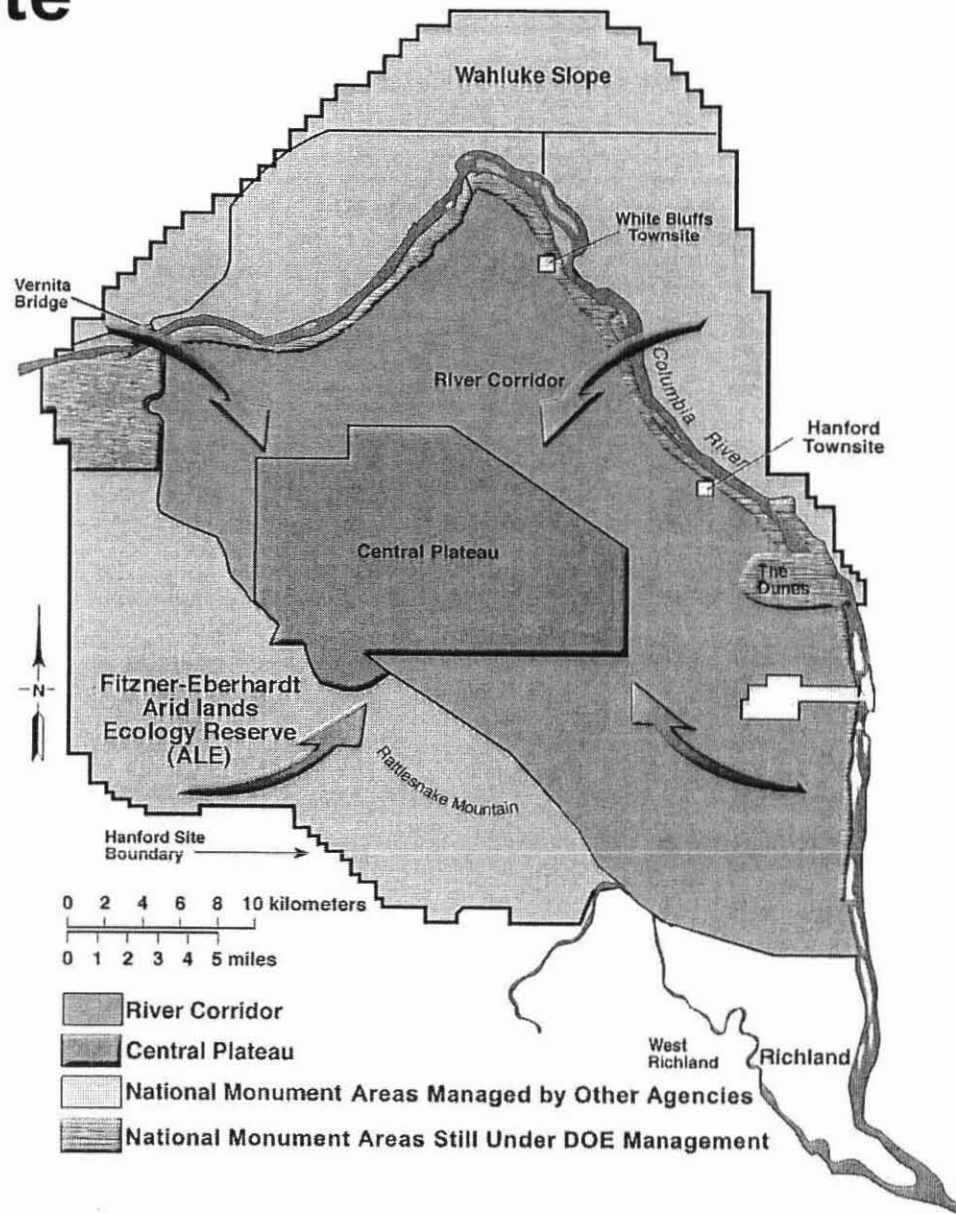 te
Wahluke Slope
White Bluffs
Townsite
Vernita
Bridge
River Corridor
Columbia River
Hanford
Townsite
Central Plateau
The
Dunes
N
Fitzner-Eberhardt
Arid lands
Ecology Reserve
(ALE)
Rattlesnake Mountain
Hanford Site
Boundary
0 2 4 6 8 10 kilometers
0 1 2 3 4 5 miles
River Corridor
Central Plateau
National Monument Areas Managed by Other Agencies
National Monument Areas Still Under DOE Management
West
Richland
Richland